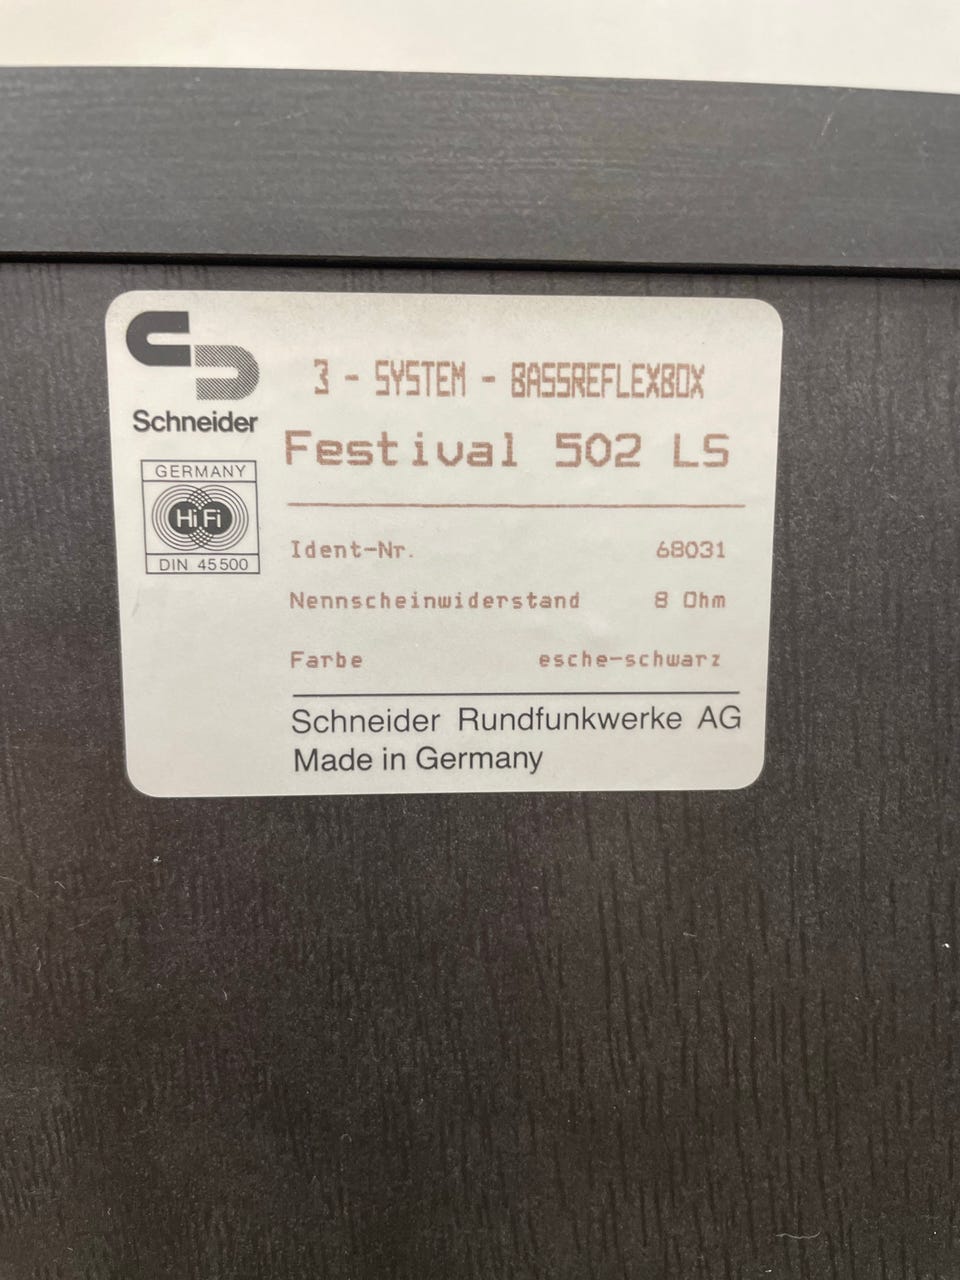 Schneider
GERMANY
Hi Fi
DIN 45500
3 - SYSTEM - BASSREFLEXBOX
Festival 502 LS
Ident-Nr. 68031
Nennscheinwiderstand 8 Ohm
Farbe esche-schwarz
Schneider Rundfunkwerke AG
Made in Germany